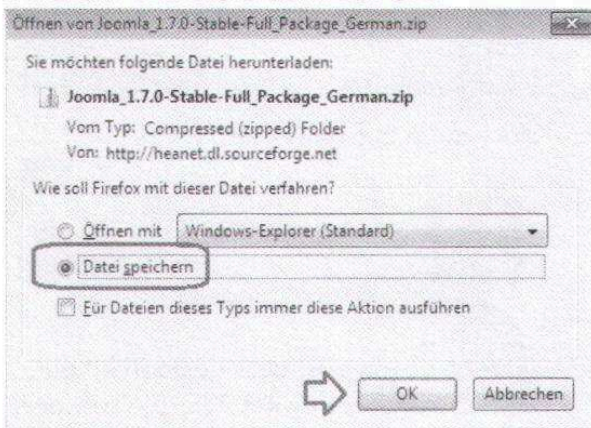 Öffnen von Joomla_1.7.0-Stable-Full_Package_German.zip
Sie möchten folgende Datei herunterladen:
Joomla_1.7.0-Stable-Full_Package_German.zip
Vom Typ: Compressed (zipped) Folder
Von: http://heanet.dl.sourceforge.net
Wie soll Firefox mit dieser Datei verfahren?
Öffnen mit Windows-Explorer (Standard)
Datei speichern
Für Dateien dieses Typs immer diese Aktion ausführen
OK Abbrechen